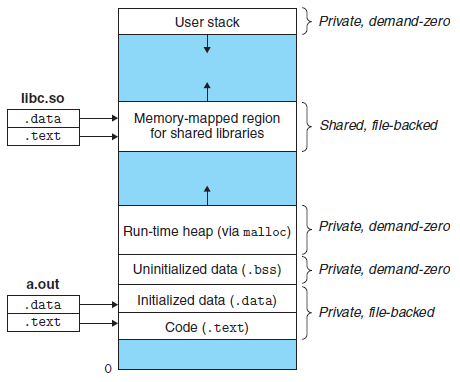 User stack
Private, demand-zero
libc.so
.data
.text
Memory-mapped region
for shared libraries
Shared, file-backed
Run-time heap (via malloc)
Private, demand-zero
Uninitialized data (.bss)
Private, demand-zero
a.out
.data
.text
Initialized data (.data)
Code (.text)
Private, file-backed
0